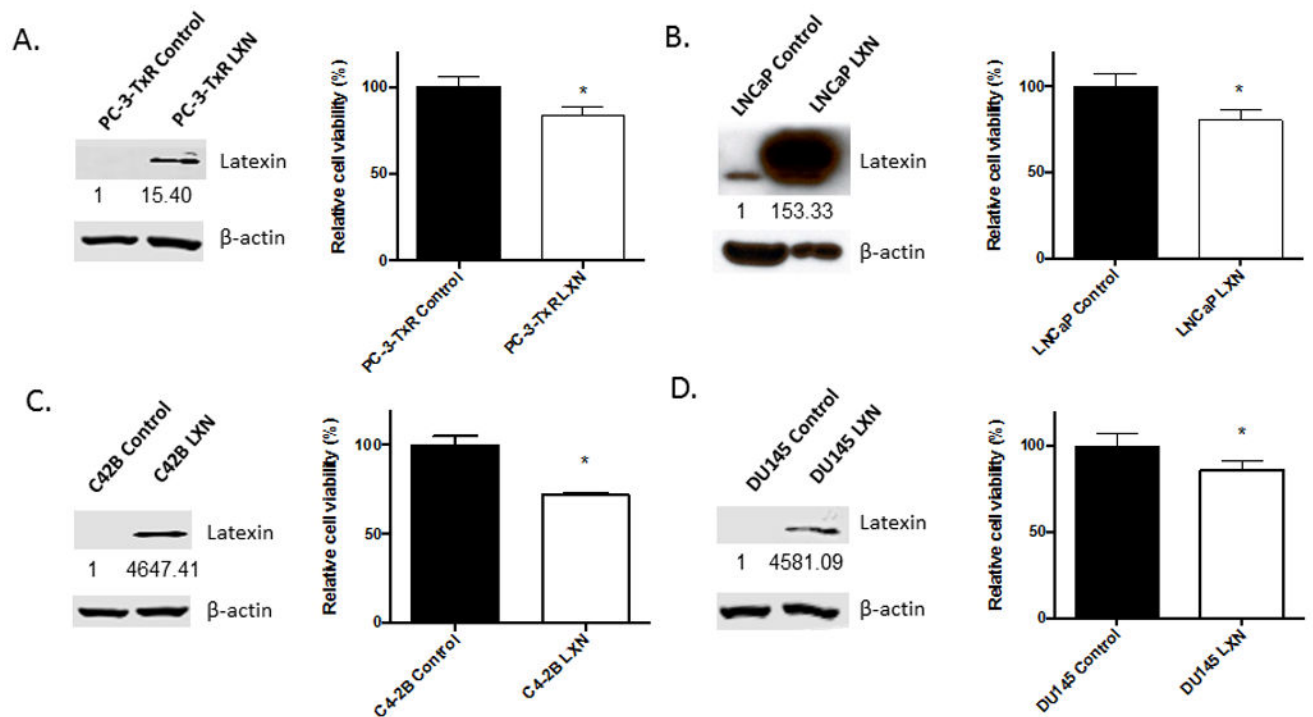 A.
PC-3-TxR Control
PC-3-TxR LXN
Latexin
1 15.40
β-actin
Relative cell viability (%)
100
50
0
*
PC-3-TxR Control
PC-3-TxR LXN
B.
LNCaP Control
LNCaP LXN
Latexin
1 153.33
β-actin
Relative cell viability (%)
100
50
0
*
LNCaP Control
LNCaP LXN
C.
C42B Control
C42B LXN
Latexin
1 4647.41
β-actin
Relative cell viability (%)
100
50
0
*
C4-2B Control
C4-2B LXN
D.
DU145 Control
DU145 LXN
Latexin
1 4581.09
β-actin
Relative cell viability (%)
100
50
0
*
DU145 Control
DU145 LXN